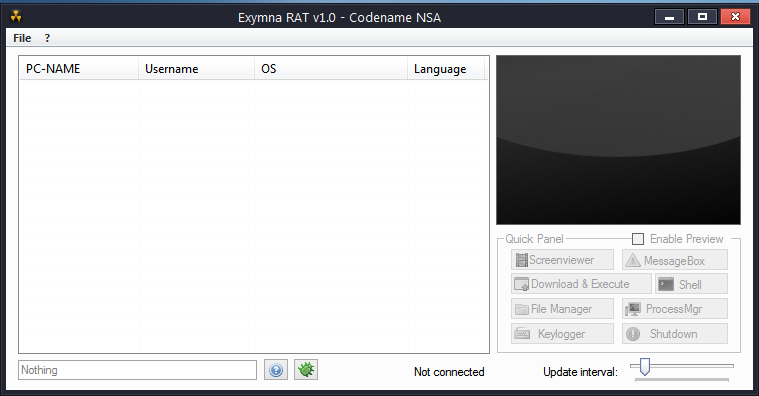 Exymna RAT v1.0 - Codename NSA
File ?
PC-NAME Username OS Language
Quick Panel Enable Preview
Screenviewer MessageBox
Download & Execute Shell
File Manager ProcessMgr
Keylogger Shutdown
Nothing Not connected Update interval: